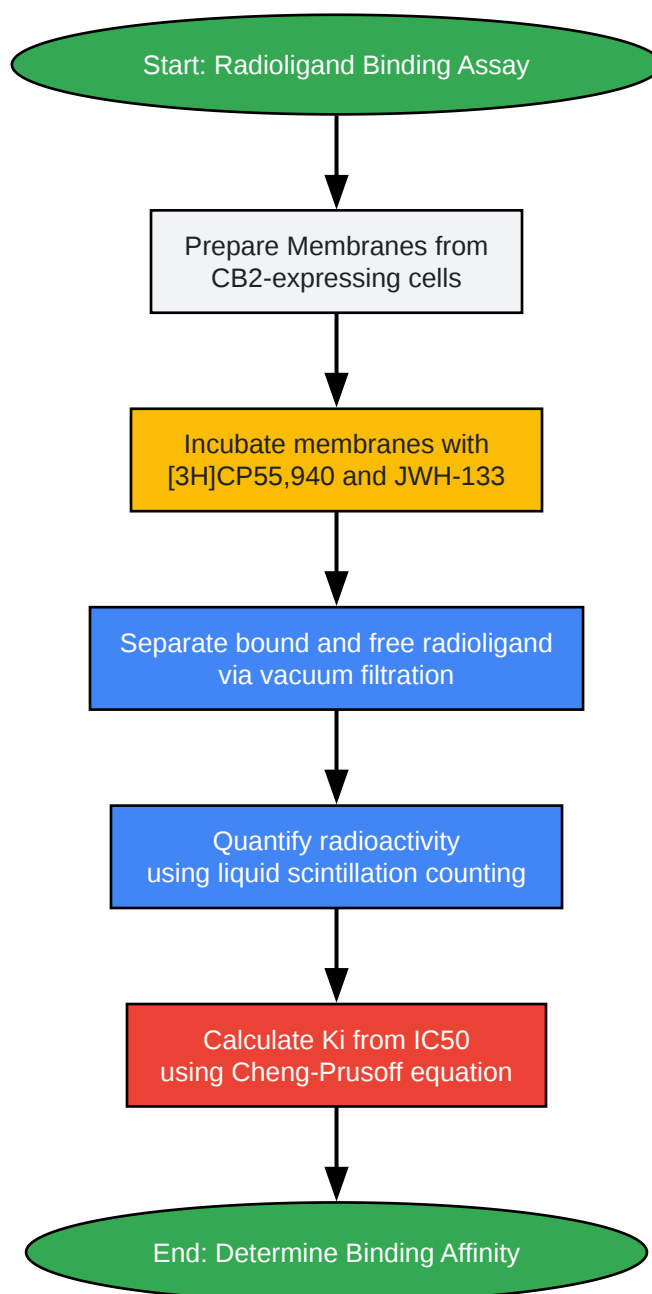 Start: Radioligand Binding Assay
Prepare Membranes from
CB2-expressing cells
Incubate membranes with
[3H]CP55,940 and JWH-133
Separate bound and free radioligand
via vacuum filtration
Quantify radioactivity
using liquid scintillation counting
Calculate Ki from IC50
using Cheng-Prusoff equation
End: Determine Binding Affinity